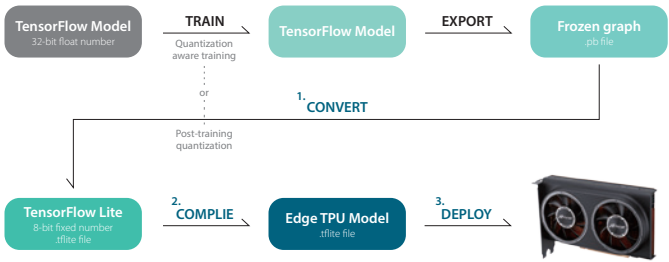 TensorFlow Model
32-bit float number
TRAIN
Quantization
aware training
or
Post-training
quantization
TensorFlow Model
EXPORT
Frozen graph
.pb file
1.
CONVERT
TensorFlow Lite
8-bit fixed number
.tflite file
2.
COMPLIE
Edge TPU Model
.tflite file
3.
DEPLOY